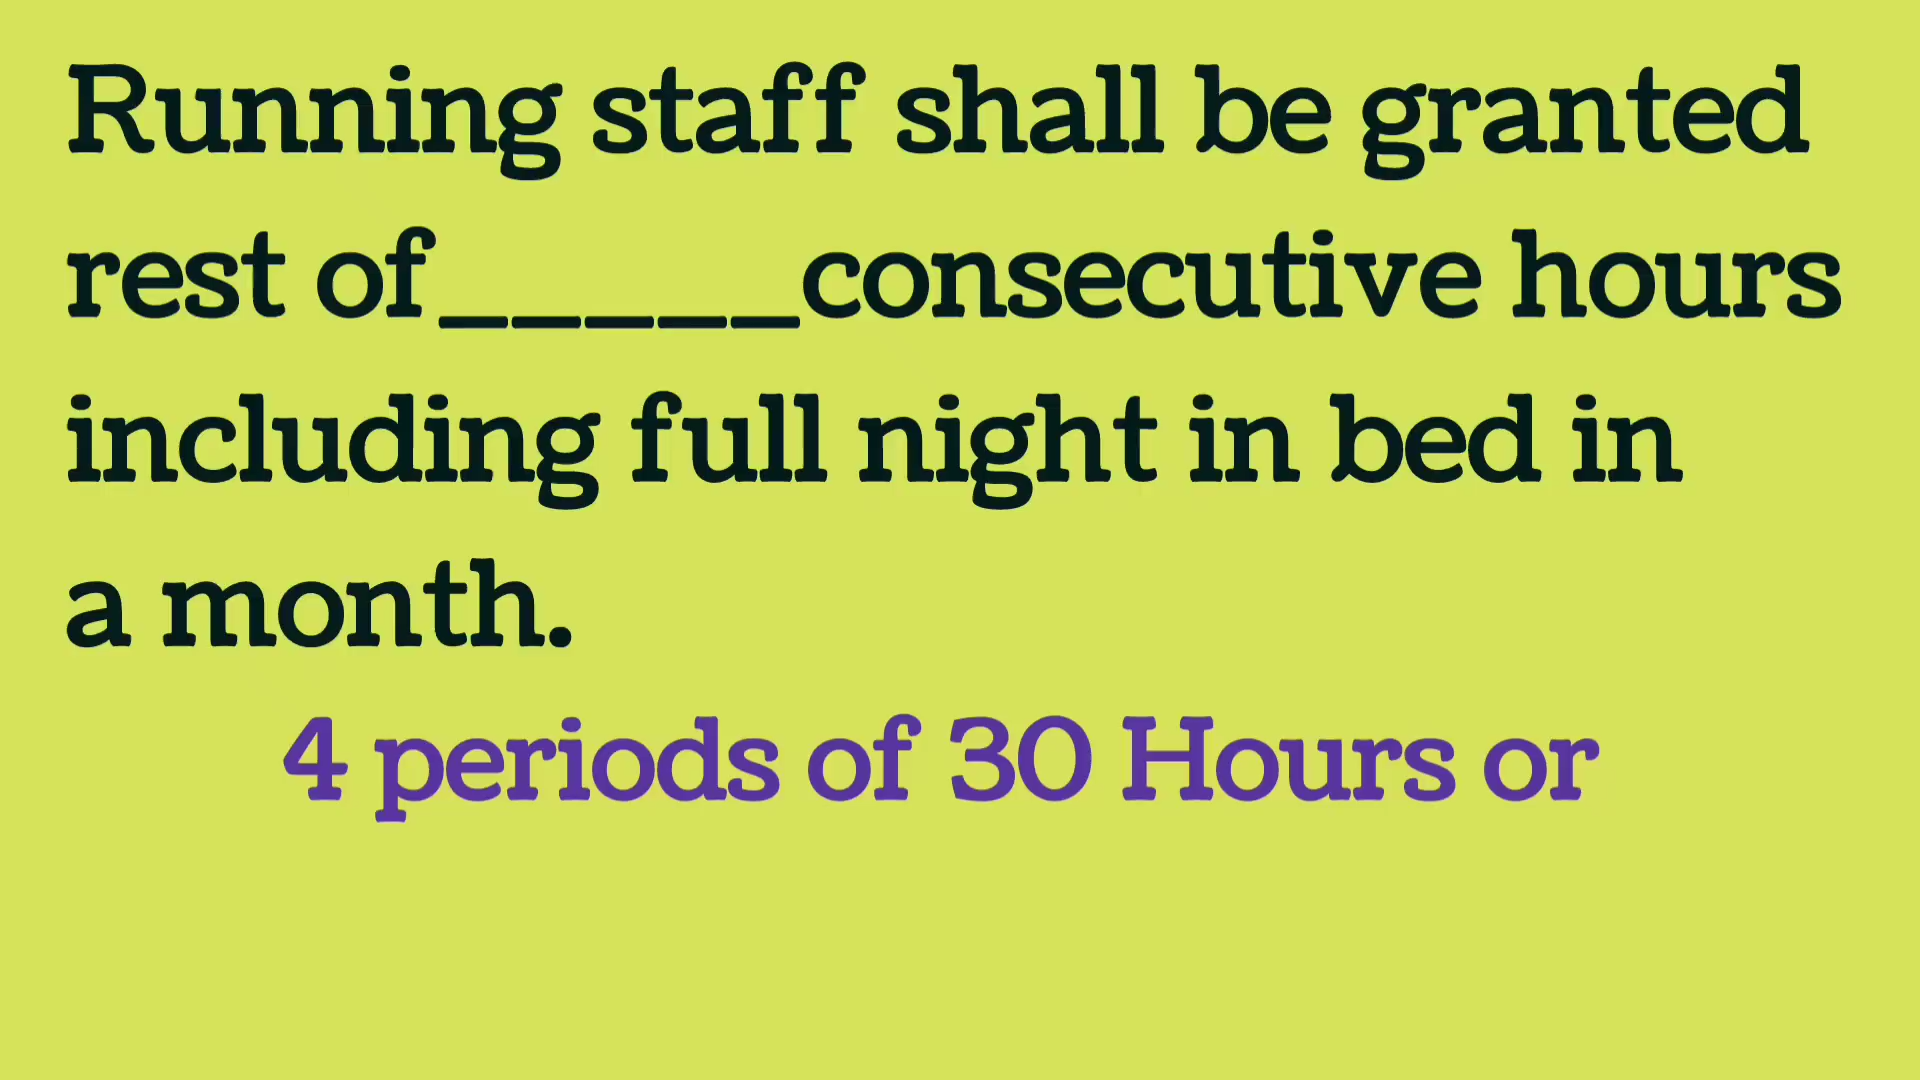 Running staff shall be granted
rest of_____consecutive hours
including full night in bed in
a month.
4 periods of 30 Hours or